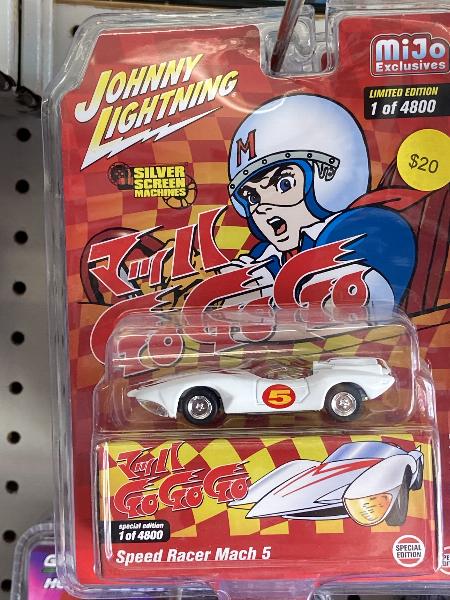 JOHNNY
LIGHTNING
MiJo
Exclusives
LIMITED EDITION
1 of 4800
$20
SILVER
SCREEN
MACHINES
M
マッハ
GoGoGo
5
マッハ
GoGoGo
special edition
1 of 4800
Speed Racer Mach 5
SPECIAL
EDITION